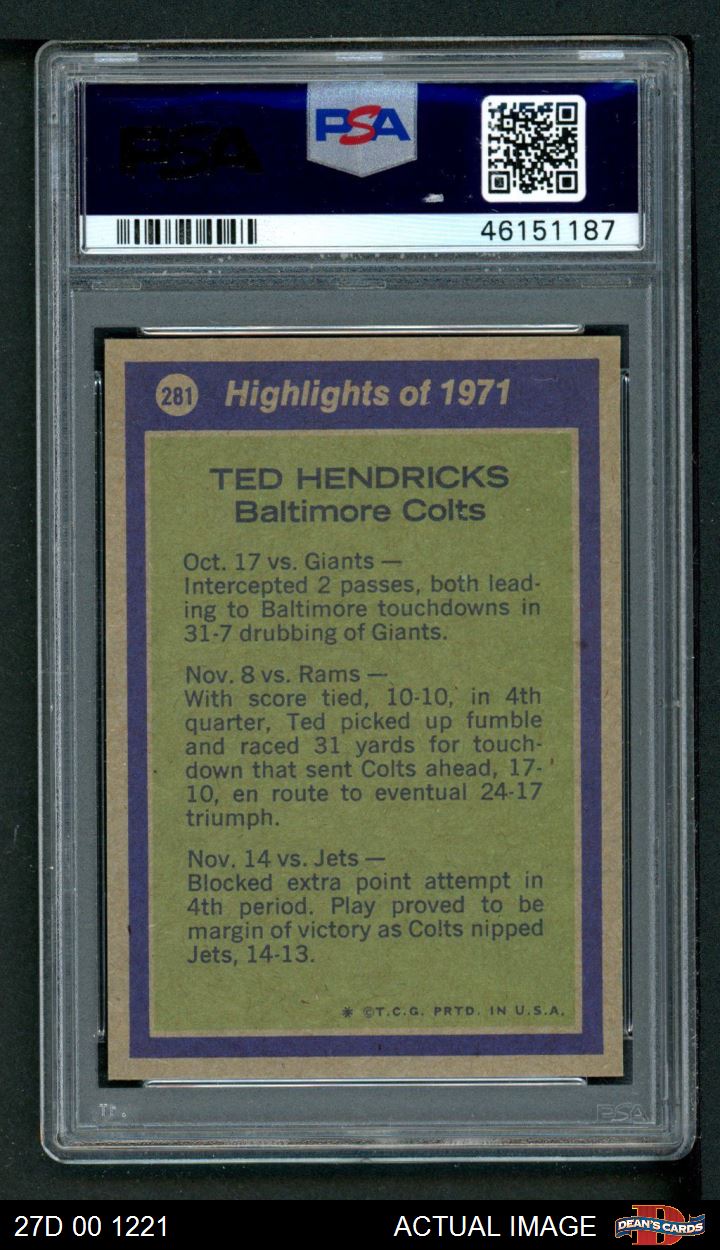 PSA
PSA
46151187
281 Highlights of 1971
TED HENDRICKS
Baltimore Colts
Oct. 17 vs. Giants —
Intercepted 2 passes, both lead-
ing to Baltimore touchdowns in
31-7 drubbing of Giants.
Nov. 8 vs. Rams —
With score tied, 10-10, in 4th
quarter, Ted picked up fumble
and raced 31 yards for touch-
down that sent Colts ahead, 17-
10, en route to eventual 24-17
triumph.
Nov. 14 vs. Jets —
Blocked extra point attempt in
4th period. Play proved to be
margin of victory as Colts nipped
Jets, 14-13.
* ©T.C.G. PRTD. IN U.S.A.
PSA
27D 00 1221 ACTUAL IMAGE DEAN'S CARDS